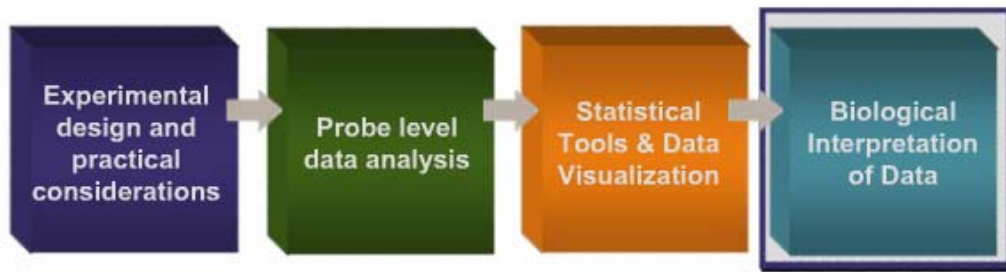 Experimental
design and
practical
considerations
Probe level
data analysis
Statistical
Tools & Data
Visualization
Biological
Interpretation
of Data